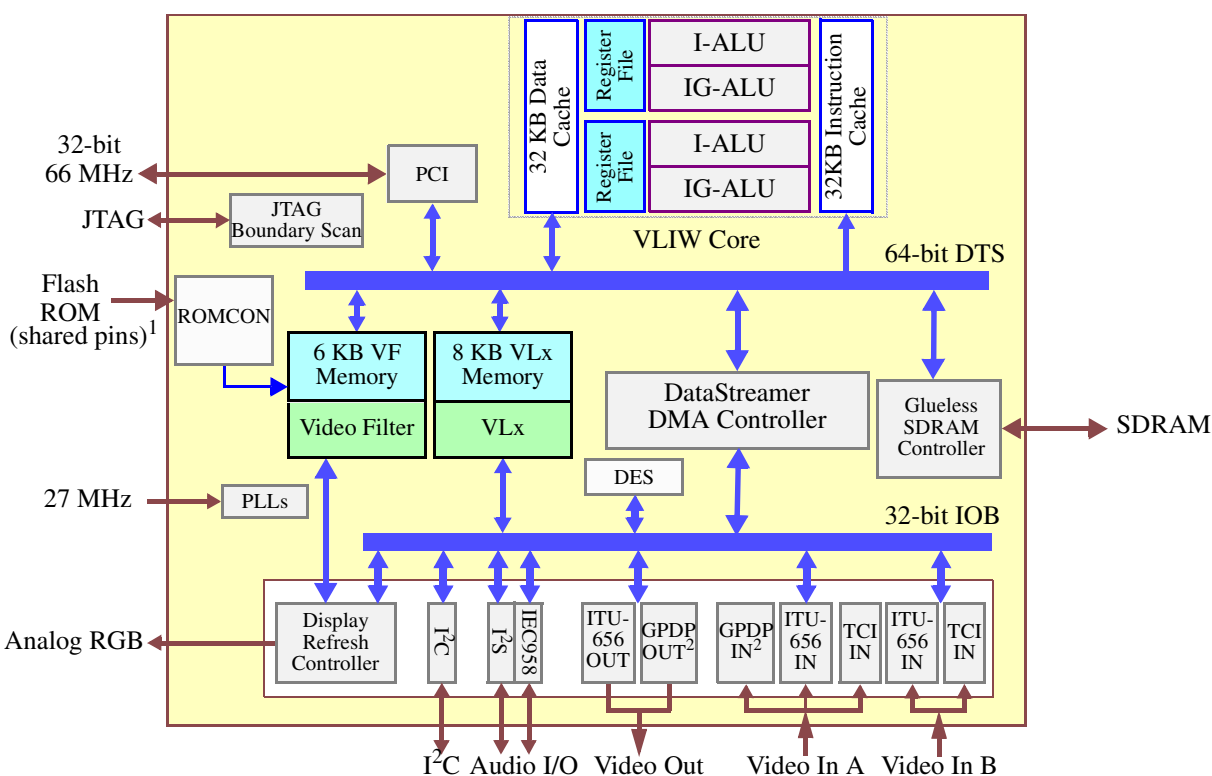 32 KB Data
Cache
Register
File
I-ALU
IG-ALU
Register
File
I-ALU
IG-ALU
32KB Instruction
Cache
VLIW Core
32-bit
66 MHz
PCI
JTAG
JTAG
Boundary Scan
64-bit DTS
Flash
ROM
(shared pins)1
ROMCON
6 KB VF
Memory
Video Filter
8 KB VLx
Memory
VLx
DataStreamer
DMA Controller
Glueless
SDRAM
Controller
SDRAM
27 MHz
PLLs
DES
32-bit IOB
Analog RGB
Display
Refresh
Controller
I2C
I2S
IEC958
ITU-
656
OUT
GPDP
OUT2
GPDP
IN2
ITU-
656
IN
TCI
IN
ITU-
656
IN
TCI
IN
I2C
Audio I/O
Video Out
Video In A
Video In B